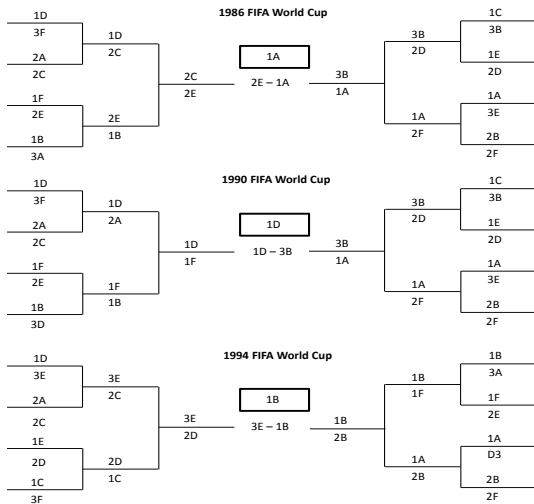 1986 FIFA World Cup
1D
3F
2A
2C
1F
2E
1B
3A
1D
2C
2E
1B
2C
2E
1A
2E – 1A
3B
1A
3B
2D
1A
2F
1C
3B
1E
2D
1A
3E
2B
2F
1990 FIFA World Cup
1D
3F
2A
2C
1F
2E
1B
3D
1D
2A
1F
1B
1D
1F
1D
1D – 3B
3B
1A
3B
2D
1A
2F
1C
3B
1E
2D
1A
3E
2B
2F
1994 FIFA World Cup
1D
3E
2A
2C
1E
2D
1C
3F
3E
2C
2D
1C
3E
2D
1B
3E – 1B
1B
2B
1B
1F
1A
2B
1B
3A
1F
2E
1A
D3
2B
2F